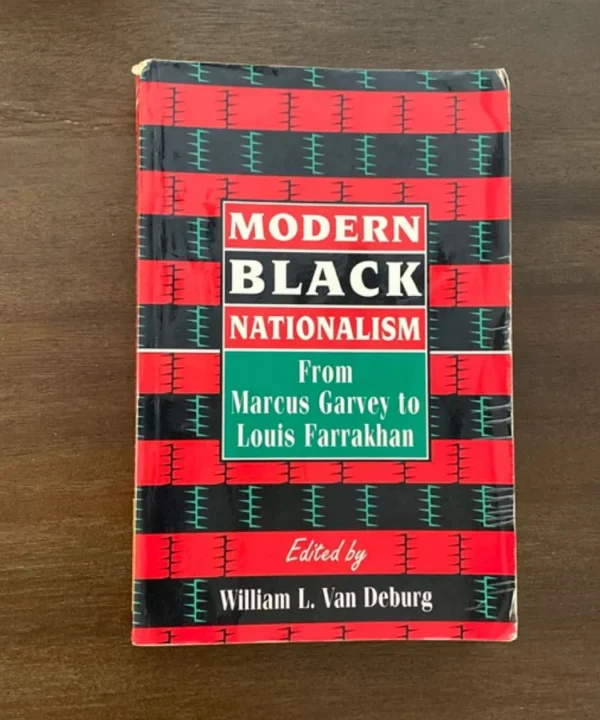 MODERN
BLACK
NATIONALISM
From
Marcus Garvey to
Louis Farrakhan
Edited by
William L. Van Deburg